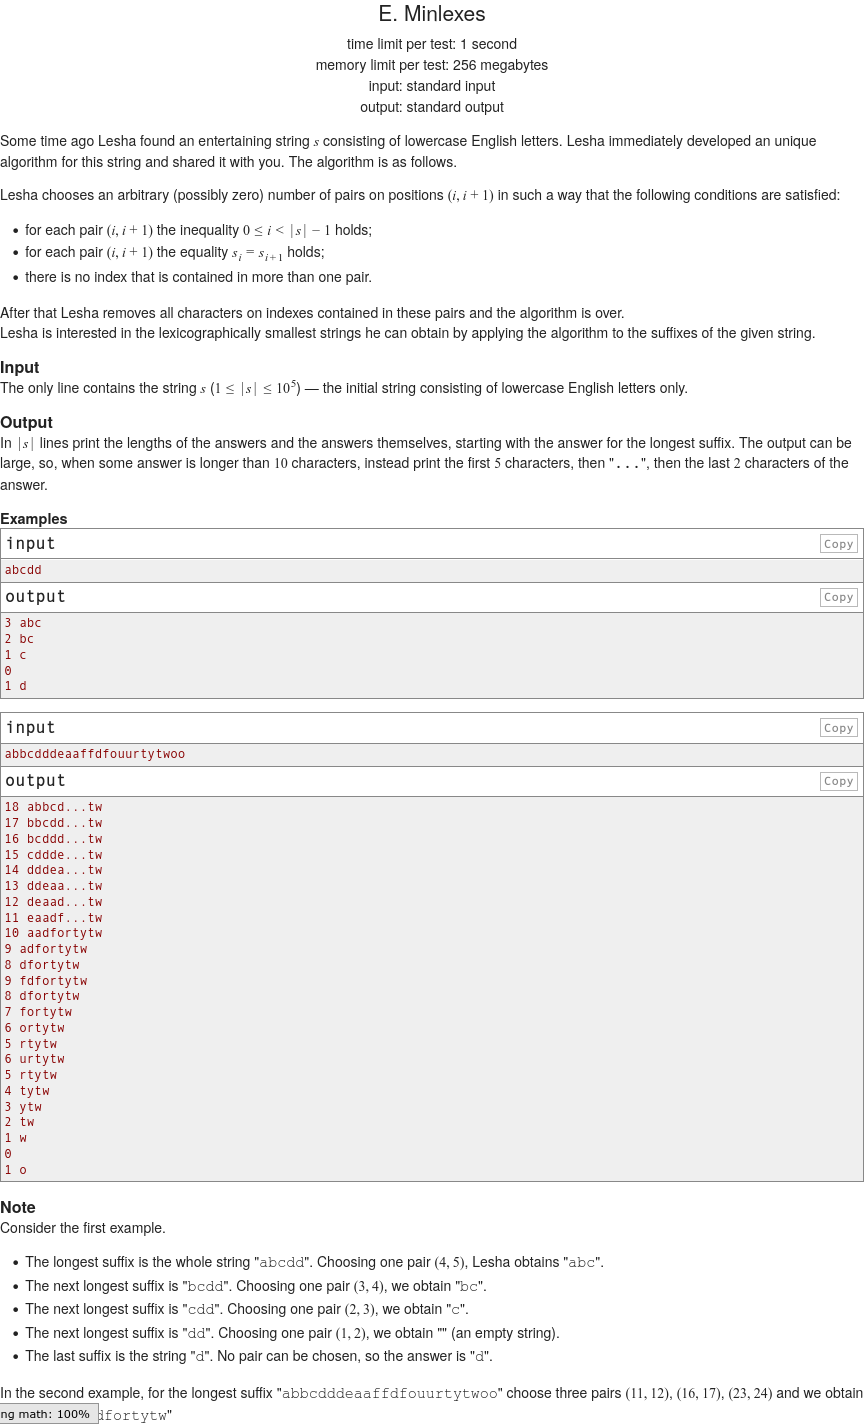 E. Minlexes
time limit per test: 1 second
memory limit per test: 256 megabytes
input: standard input
output: standard output
Some time ago Lesha found an entertaining string s consisting of lowercase English letters. Lesha immediately developed an unique
algorithm for this string and shared it with you. The algorithm is as follows.
Lesha chooses an arbitrary (possibly zero) number of pairs on positions (i, i + 1) in such a way that the following conditions are satisfied:
• for each pair (i, i + 1) the inequality 0 ≤ i < |s| − 1 holds;
• for each pair (i, i + 1) the equality s_i = s_{i+1} holds;
• there is no index that is contained in more than one pair.
After that Lesha removes all characters on indexes contained in these pairs and the algorithm is over.
Lesha is interested in the lexicographically smallest strings he can obtain by applying the algorithm to the suffixes of the given string.
Input
The only line contains the string s (1 ≤ |s| ≤ 10^5) — the initial string consisting of lowercase English letters only.
Output
In |s| lines print the lengths of the answers and the answers themselves, starting with the answer for the longest suffix. The output can be
large, so, when some answer is longer than 10 characters, instead print the first 5 characters, then "...", then the last 2 characters of the
answer.
Examples
input
Copy
abcdd
output
Copy
3 abc
2 bc
1 c
0
1 d
input
Copy
abbcdddeaaffdfouurtytwoo
output
Copy
18 abbcd...tw
17 bbcdd...tw
16 bcddd...tw
15 cddde...tw
14 dddea...tw
13 ddeaa...tw
12 deaad...tw
11 eaadf...tw
10 aadfortytw
9 adfortytw
8 dfortytw
9 fdfortytw
8 dfortytw
7 fortytw
6 ortytw
5 rtytw
6 urtytw
5 rtytw
4 tytw
3 ytw
2 tw
1 w
0
1 o
Note
Consider the first example.
• The longest suffix is the whole string "abcdd". Choosing one pair (4, 5), Lesha obtains "abc".
• The next longest suffix is "bcdd". Choosing one pair (3, 4), we obtain "bc".
• The next longest suffix is "cdd". Choosing one pair (2, 3), we obtain "c".
• The next longest suffix is "dd". Choosing one pair (1, 2), we obtain "" (an empty string).
• The last suffix is the string "d". No pair can be chosen, so the answer is "d".
In the second example, for the longest suffix "abbcdddeaaffdfouurtytwoo" choose three pairs (11, 12), (16, 17), (23, 24) and we obtain
ng math: 100% dfortytw"